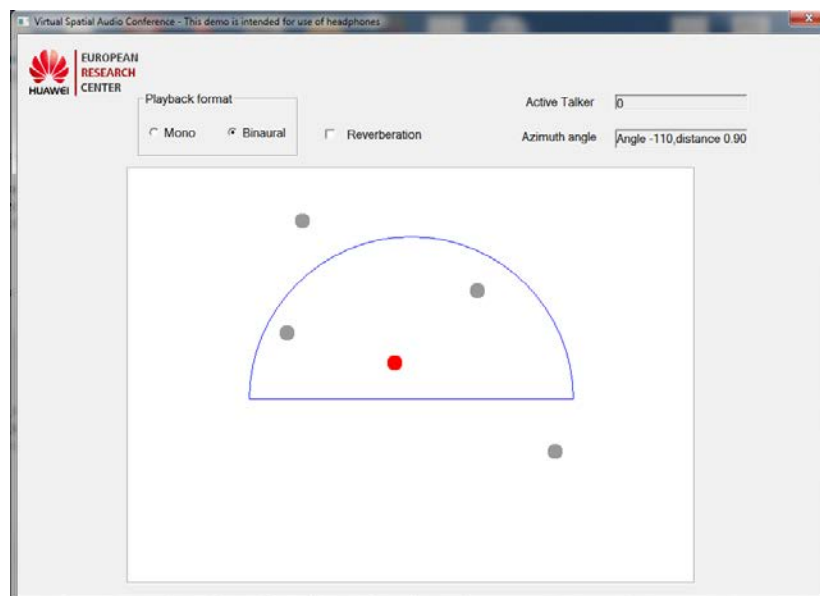 Virtual Spatial Audio Conference - This demo is intended for use of headphones
EUROPEAN
RESEARCH
CENTER
HUAWEI
Playback format
Mono
Binaural
Reverberation
Active Talker
0
Azimuth angle
Angle -110,distance 0.90